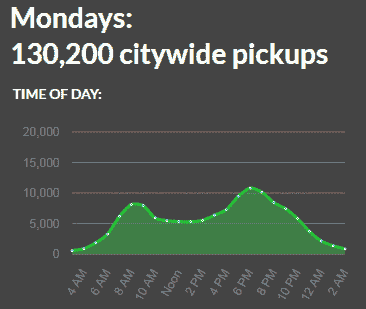 Mondays:
130,200 citywide pickups
TIME OF DAY:
20,000
15,000
10,000
5,000
0
4 AM
6 AM
8 AM
10 AM
Noon
2 PM
4 PM
6 PM
8 PM
10 PM
12 AM
2 AM